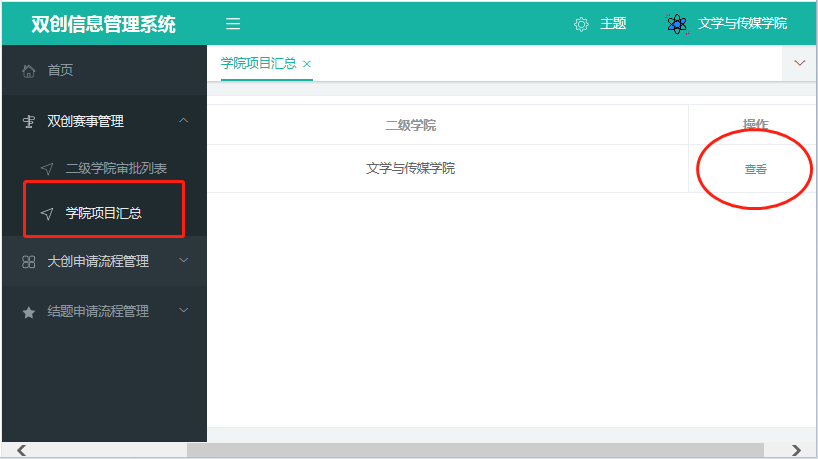 双创信息管理系统
主题
文学与传媒学院
首页
学院项目汇总 ×
双创赛事管理
二级学院审批列表
学院项目汇总
大创申请流程管理
结题申请流程管理
二级学院 操作
文学与传媒学院 查看